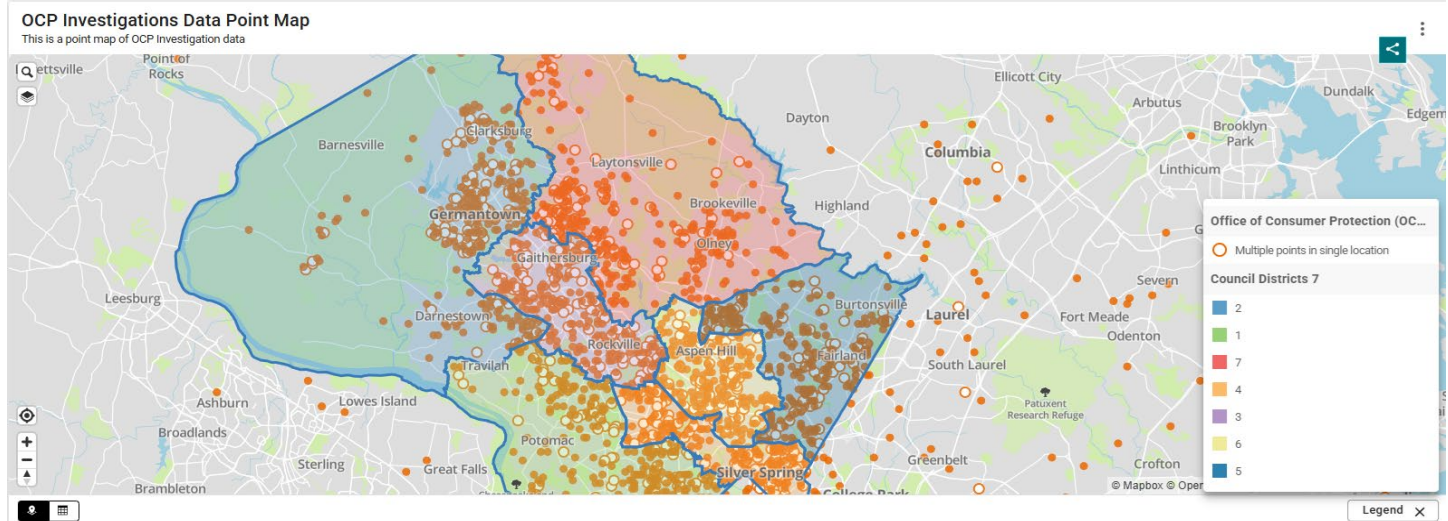 OCP Investigations Data Point Map
This is a point map of OCP Investigation data
Point of
Rocks
Ellicott City
Dundalk
Arbutus
Edgem
Dayton
Brooklyn
Park
Clarksburg
Barnesville
Columbia
Laytonsville
Linthicum
Brookeville
Highland
Germantown
Olney
Gaithersburg
Severn
Leesburg
Burtonsville
Darnestown
Laurel
Fort Meade
Odenton
Rockville
Aspen Hill
Fairland
Travilah
South Laurel
Ashburn
Lowes Island
Patuxent
Research Refuge
Broadlands
Potomac
Sterling
Great Falls
Silver Spring
Greenbelt
Crofton
Brambleton
College Park
© Mapbox © Open
Office of Consumer Protection (OC...
Multiple points in single location
Council Districts 7
2
1
7
4
3
6
5
Legend X